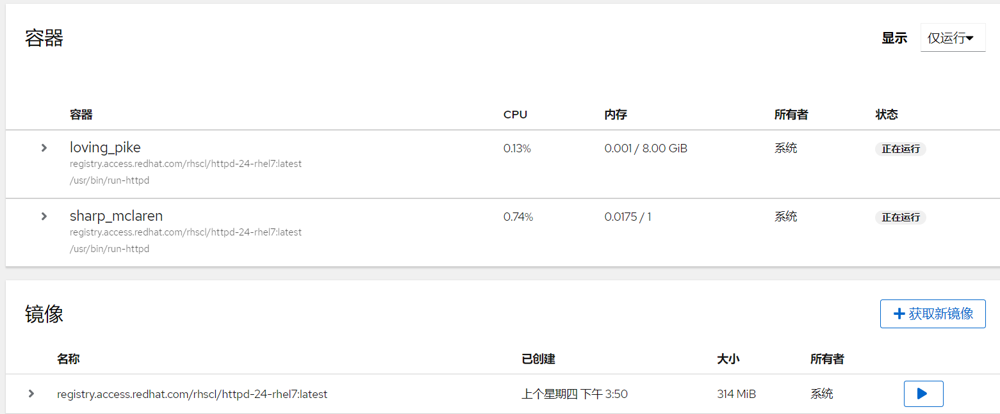 容器
显示 仅运行
容器 CPU 内存 所有者 状态
loving_pike 0.13% 0.001 / 8.00 GiB 系统 正在运行
registry.access.redhat.com/rhscl/httpd-24-rhel7:latest
/usr/bin/run-httpd
sharp_mclaren 0.74% 0.0175 / 1 系统 正在运行
registry.access.redhat.com/rhscl/httpd-24-rhel7:latest
/usr/bin/run-httpd
镜像
+ 获取新镜像
名称 已创建 大小 所有者
registry.access.redhat.com/rhscl/httpd-24-rhel7:latest 上个星期四 下午 3:50 314 MiB 系统